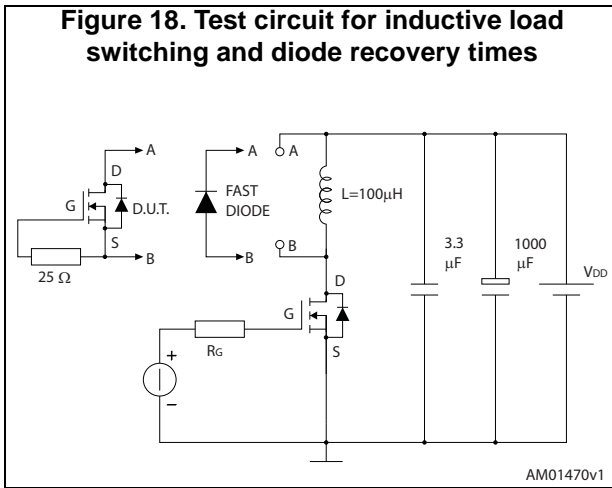 Figure 18. Test circuit for inductive load
switching and diode recovery times
A
D
G
D.U.T.
S
B
25 Ω
A
FAST
DIODE
B
A
L=100μH
B
D
G
S
RG
+
–
3.3
μF
1000
μF
VDD
AM01470v1